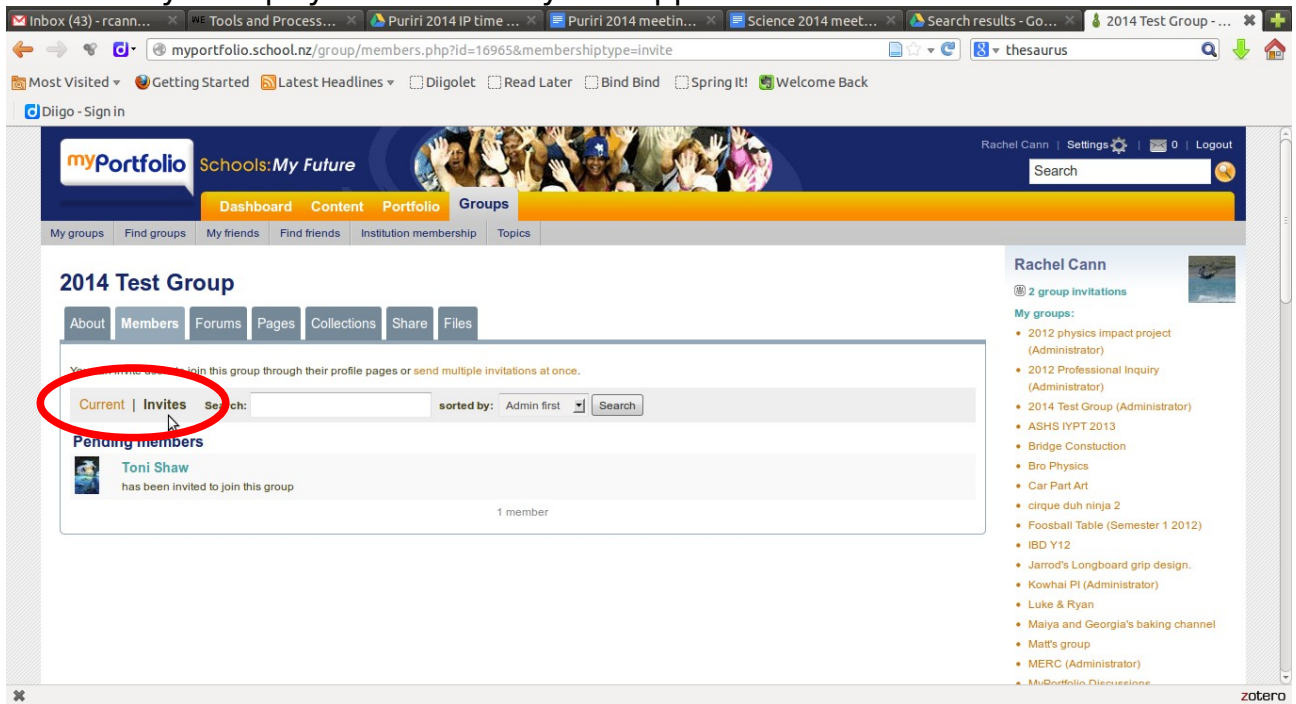 Inbox (43) - rcann... WE Tools and Process... Puriri 2014 IP time ... Puriri 2014 meetin... Science 2014 meet... Search results - Go... 2014 Test Group - ...
myportfolio.school.nz/group/members.php?id=16965&membershiptype=invite thesaurus
Most Visited Getting Started Latest Headlines Diigolet Read Later Bind Bind Spring It! Welcome Back
Diigo - Sign in
myPortfolio Schools:My Future
Rachel Cann | Settings | 0 | Logout
Search
Dashboard Content Portfolio Groups
My groups Find groups My friends Find friends Institution membership Topics
2014 Test Group
About Members Forums Pages Collections Share Files
join this group through their profile pages or send multiple invitations at once.
Current | Invites Search: sorted by: Admin first Search
Pending members
Toni Shaw
has been invited to join this group
1 member
Rachel Cann
2 group invitations
My groups:
• 2012 physics impact project
(Administrator)
• 2012 Professional Inquiry
(Administrator)
• 2014 Test Group (Administrator)
• ASHS IYPT 2013
• Bridge Constuction
• Bro Physics
• Car Part Art
• cirque duh ninja 2
• Foosball Table (Semester 1 2012)
• IBD Y12
• Jarrod's Longboard grip design.
• Kowhai PI (Administrator)
• Luke & Ryan
• Maiya and Georgia's baking channel
• Matt's group
• MERC (Administrator)
• MyPortfolio Discussions
zotero